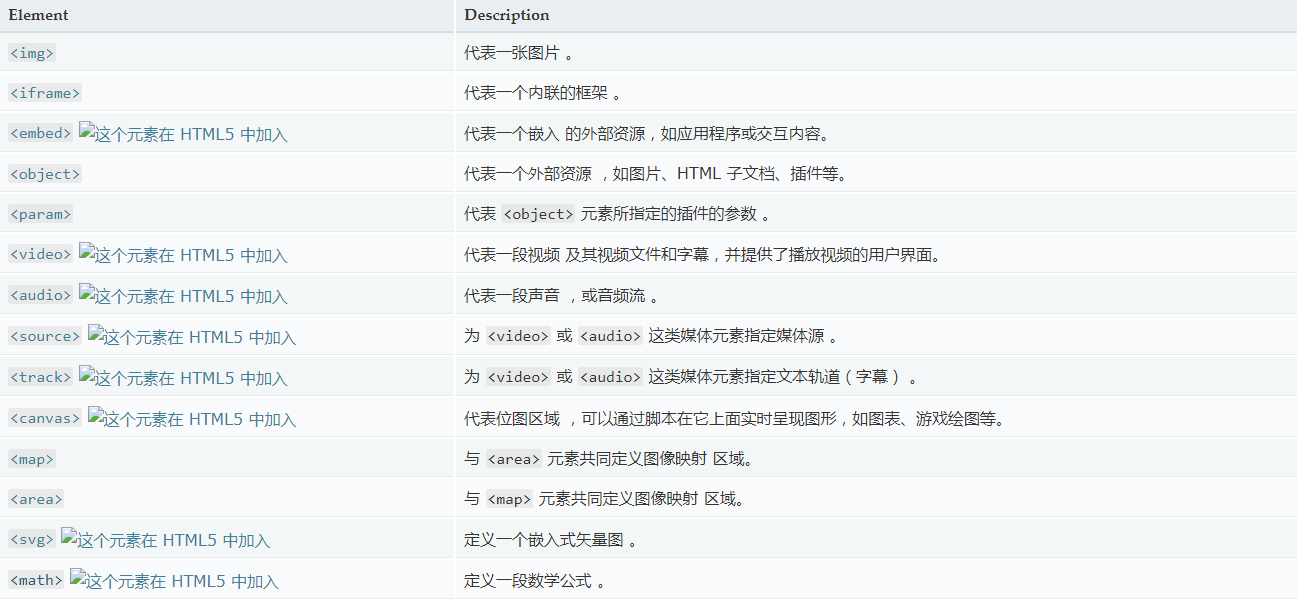 Element Description
<img> 代表一张图片 。
<iframe> 代表一个内联的框架 。
<embed> 这个元素在 HTML5 中加入 代表一个嵌入 的外部资源，如应用程序或交互内容。
<object> 代表一个外部资源 ，如图片、HTML 子文档、插件等。
<param> 代表 <object> 元素所指定的插件的参数 。
<video> 这个元素在 HTML5 中加入 代表一段视频 及其视频文件和字幕，并提供了播放视频的用户界面。
<audio> 这个元素在 HTML5 中加入 代表一段声音 ，或音频流 。
<source> 这个元素在 HTML5 中加入 为 <video> 或 <audio> 这类媒体元素指定媒体源 。
<track> 这个元素在 HTML5 中加入 为 <video> 或 <audio> 这类媒体元素指定文本轨道（字幕） 。
<canvas> 这个元素在 HTML5 中加入 代表位图区域 ，可以通过脚本在它上面实时呈现图形，如图表、游戏绘图等。
<map> 与 <area> 元素共同定义图像映射 区域。
<area> 与 <map> 元素共同定义图像映射 区域。
<svg> 这个元素在 HTML5 中加入 定义一个嵌入式矢量图 。
<math> 这个元素在 HTML5 中加入 定义一段数学公式 。